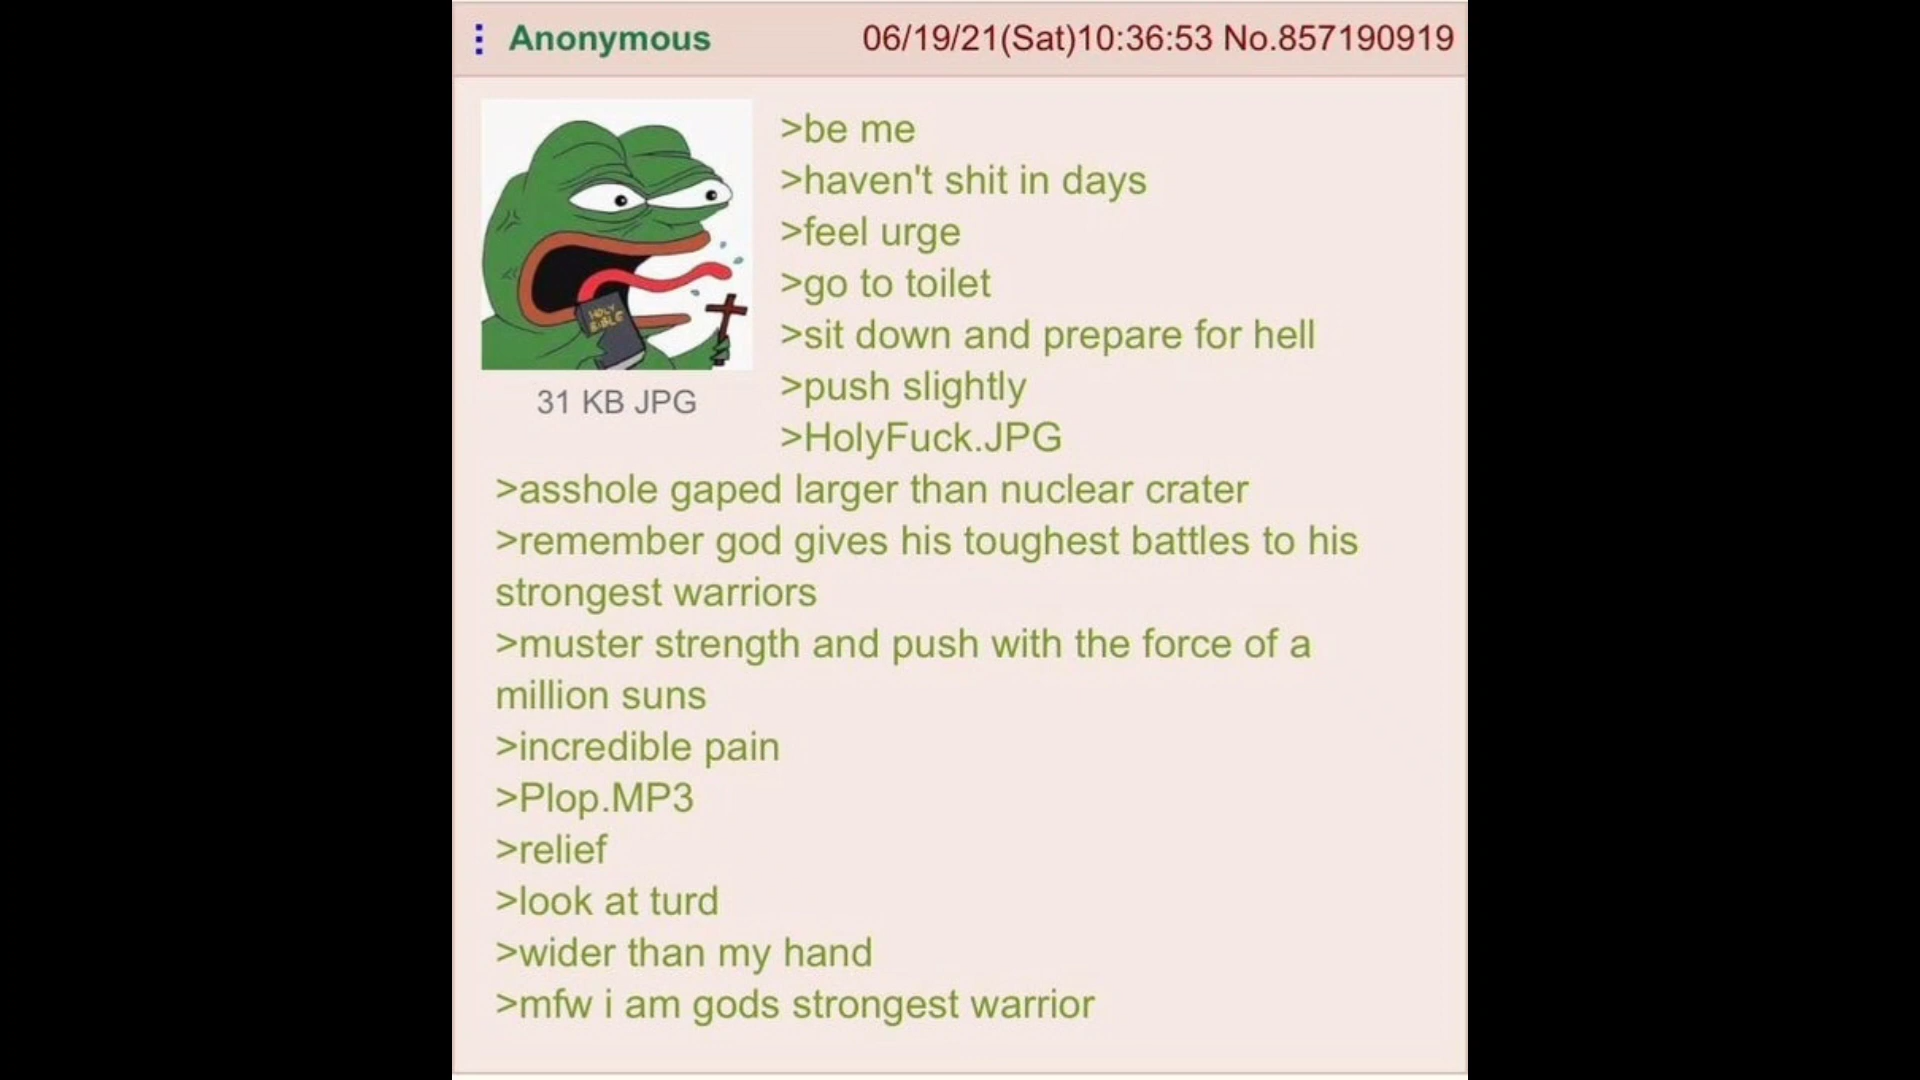 Anonymous 06/19/21(Sat)10:36:53 No.857190919
HOLY
BIBLE
31 KB JPG
>be me
>haven't shit in days
>feel urge
>go to toilet
>sit down and prepare for hell
>push slightly
>HolyFuck.JPG
>asshole gaped larger than nuclear crater
>remember god gives his toughest battles to his
strongest warriors
>muster strength and push with the force of a
million suns
>incredible pain
>Plop.MP3
>relief
>look at turd
>wider than my hand
>mfw i am gods strongest warrior